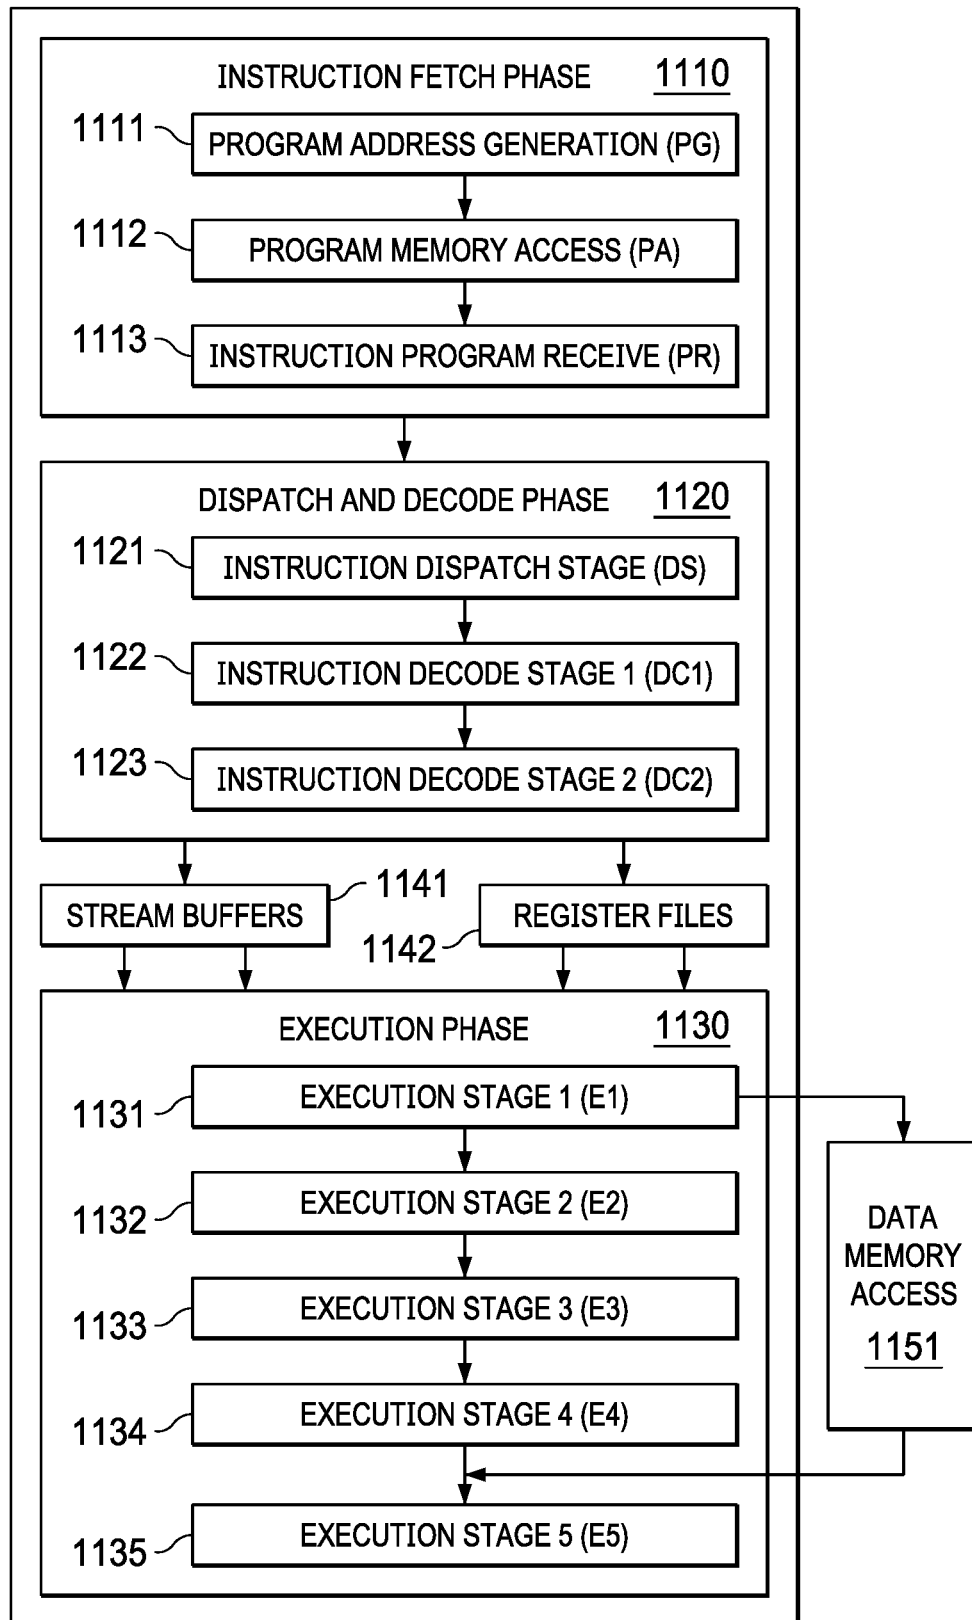 INSTRUCTION FETCH PHASE 1110
1111 PROGRAM ADDRESS GENERATION (PG)
1112 PROGRAM MEMORY ACCESS (PA)
1113 INSTRUCTION PROGRAM RECEIVE (PR)
DISPATCH AND DECODE PHASE 1120
1121 INSTRUCTION DISPATCH STAGE (DS)
1122 INSTRUCTION DECODE STAGE 1 (DC1)
1123 INSTRUCTION DECODE STAGE 2 (DC2)
STREAM BUFFERS 1141
1142 REGISTER FILES
EXECUTION PHASE 1130
1131 EXECUTION STAGE 1 (E1)
1132 EXECUTION STAGE 2 (E2)
1133 EXECUTION STAGE 3 (E3)
1134 EXECUTION STAGE 4 (E4)
1135 EXECUTION STAGE 5 (E5)
DATA
MEMORY
ACCESS
1151